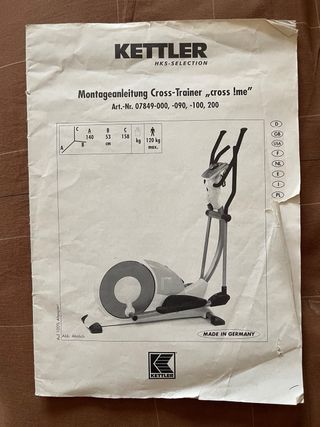 KETTLER
HKS-SELECTION
Montageanleitung Cross-Trainer „cross !me"
Art.-Nr. 07849-000, -090, -100, 200
A B C
140 53 158
cm
kg
120 kg
max.
C
A
B
D
GB
USA
F
NL
E
I
PL
MADE IN GERMANY
KETTLER